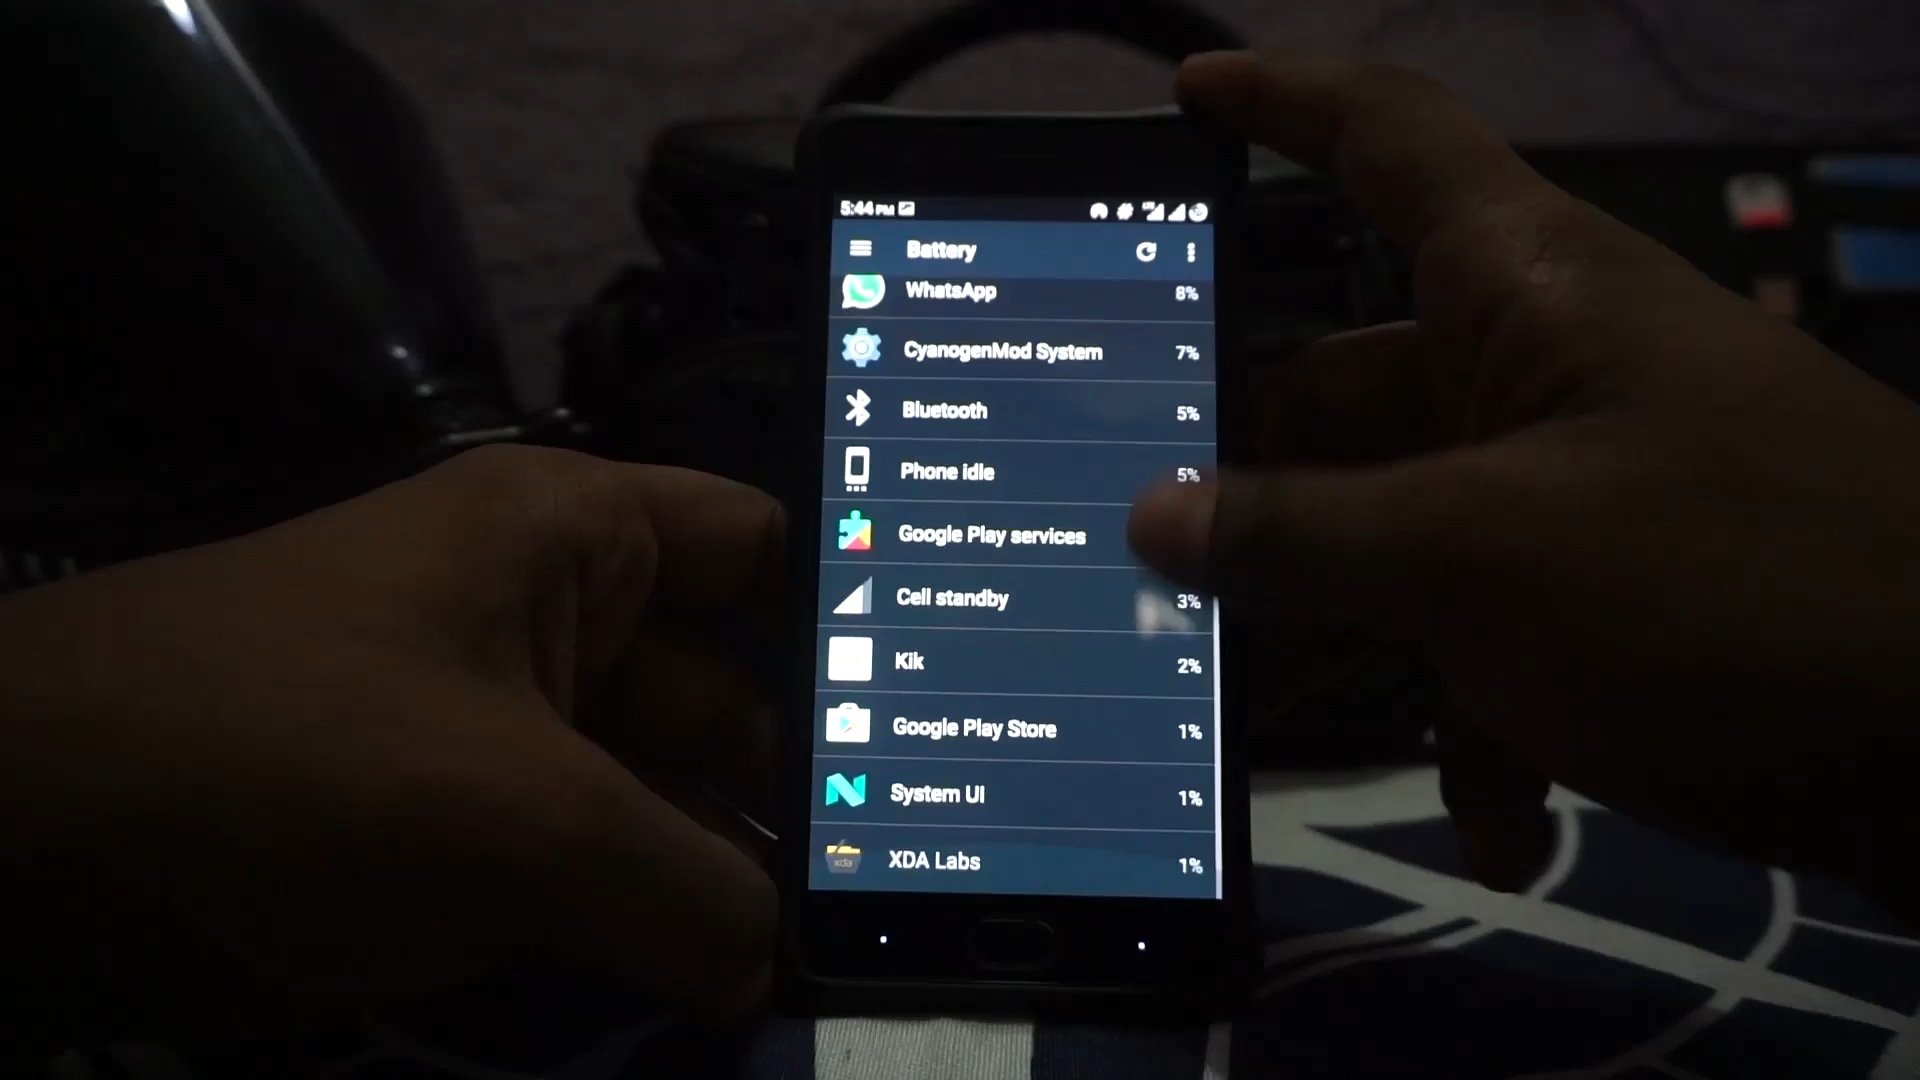 5:44 PM
Battery
WhatsApp 8%
CyanogenMod System 7%
Bluetooth 5%
Phone idle 5%
Google Play services
Cell standby 3%
Kik 2%
Google Play Store 1%
System UI 1%
xda
XDA Labs 1%